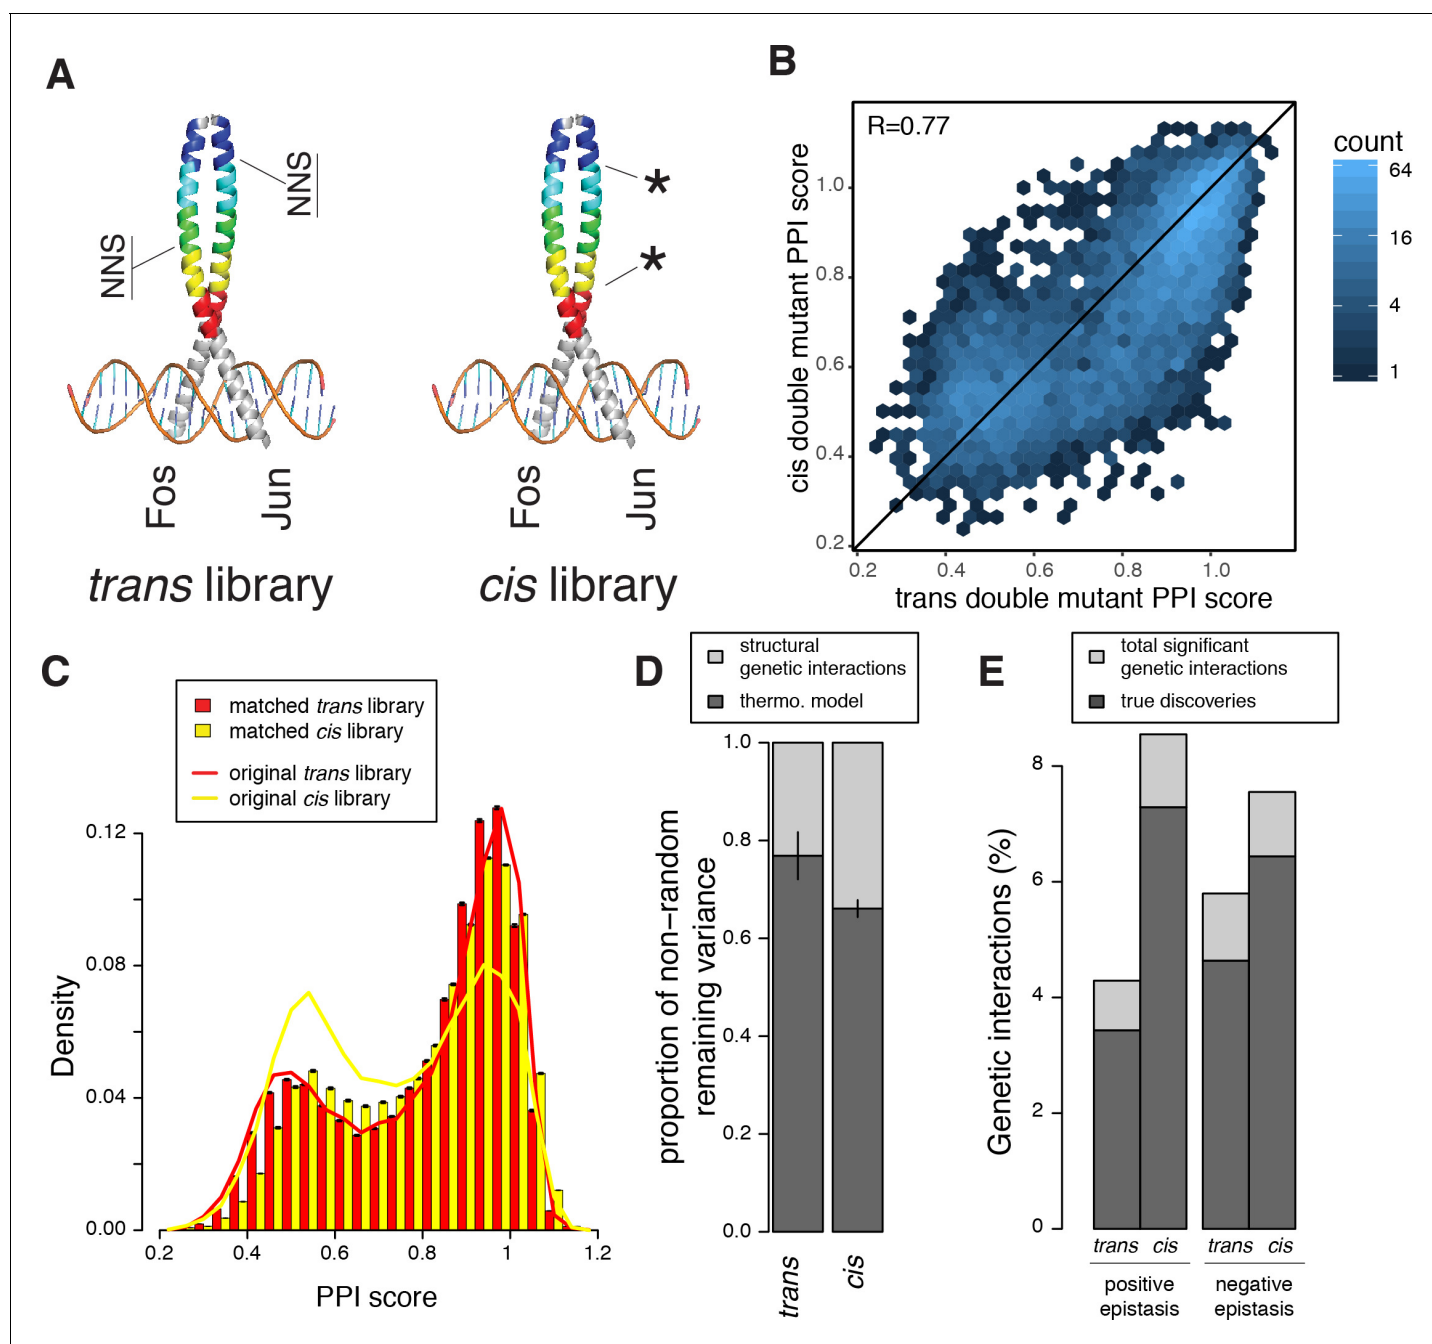 A
NNS
NNS
*
*
Fos
Jun
Fos
Jun
trans library
cis library
B
R=0.77
cis double mutant PPI score
1.0
0.8
0.6
0.4
0.2
0.2
0.4
0.6
0.8
1.0
trans double mutant PPI score
count
64
16
4
1
C
matched trans library
matched cis library
original trans library
original cis library
Density
0.12
0.08
0.04
0.00
0.2
0.4
0.6
0.8
1
1.2
PPI score
D
structural
genetic interactions
thermo. model
proportion of non−random
remaining variance
1.0
0.8
0.6
0.4
0.2
0.0
trans
cis
E
total significant
genetic interactions
true discoveries
Genetic interactions (%)
8
6
4
2
0
trans cis
trans cis
positive
epistasis
negative
epistasis